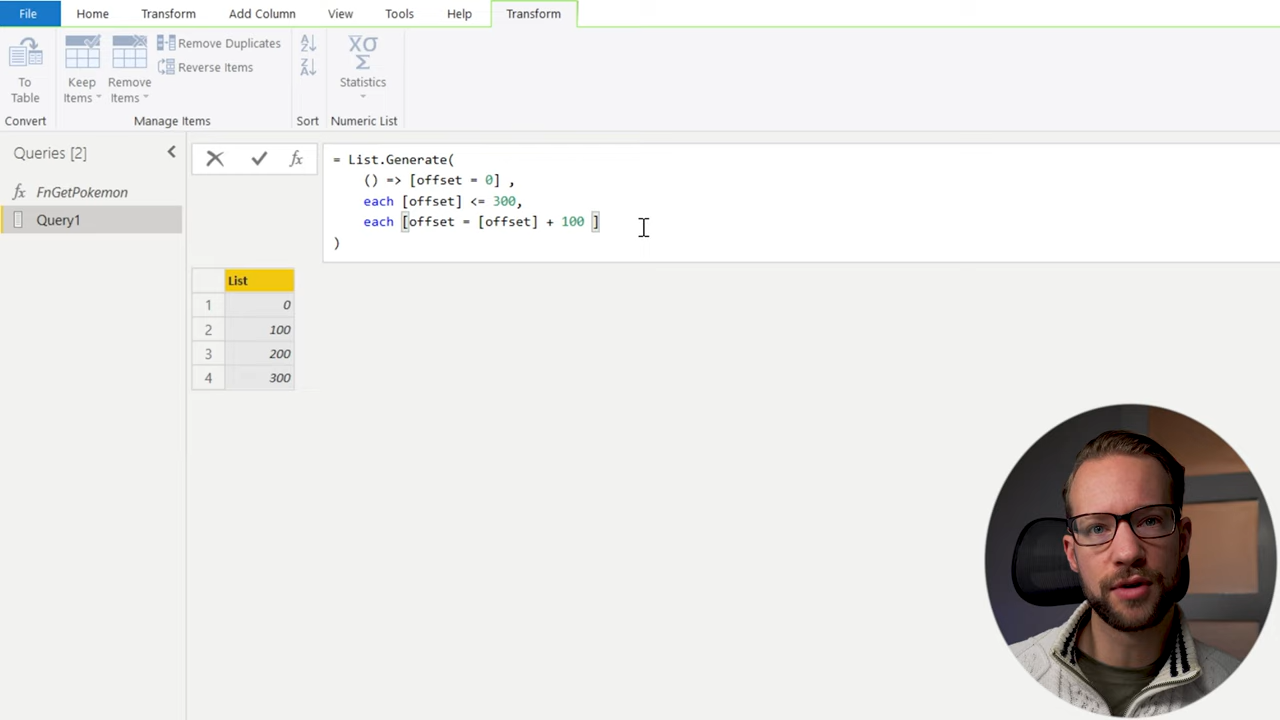 File Home Transform Add Column View Tools Help Transform
To Table
Keep Items
Remove Items
Remove Duplicates
Reverse Items
A Z
Z A
X̄σ
Σ
Statistics
Convert Manage Items Sort Numeric List
Queries [2]
fx FnGetPokemon
Query1
fx
= List.Generate(
() => [offset = 0] ,
each [offset] <= 300,
each [offset = [offset] + 100 ]
)
List
1 0
2 100
3 200
4 300